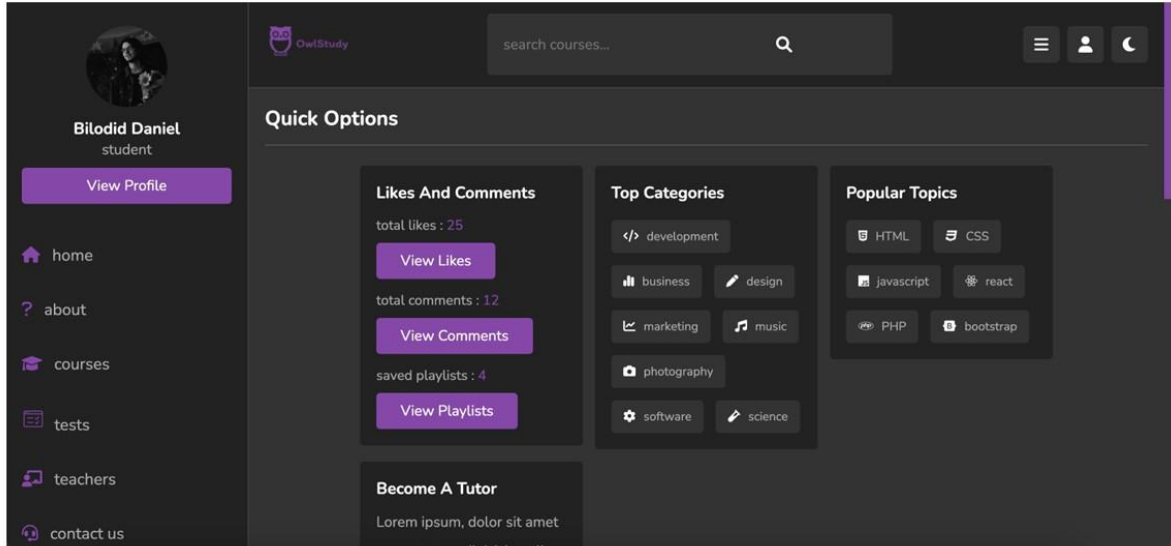 Bilodid Daniel
student
View Profile
home
about
courses
tests
teachers
contact us
OwlStudy
search courses...
Quick Options
Likes And Comments
total likes : 25
View Likes
total comments : 12
View Comments
saved playlists : 4
View Playlists
Top Categories
development
business design
marketing music
photography
software science
Popular Topics
HTML CSS
javascript react
PHP bootstrap
Become A Tutor
Lorem ipsum, dolor sit amet